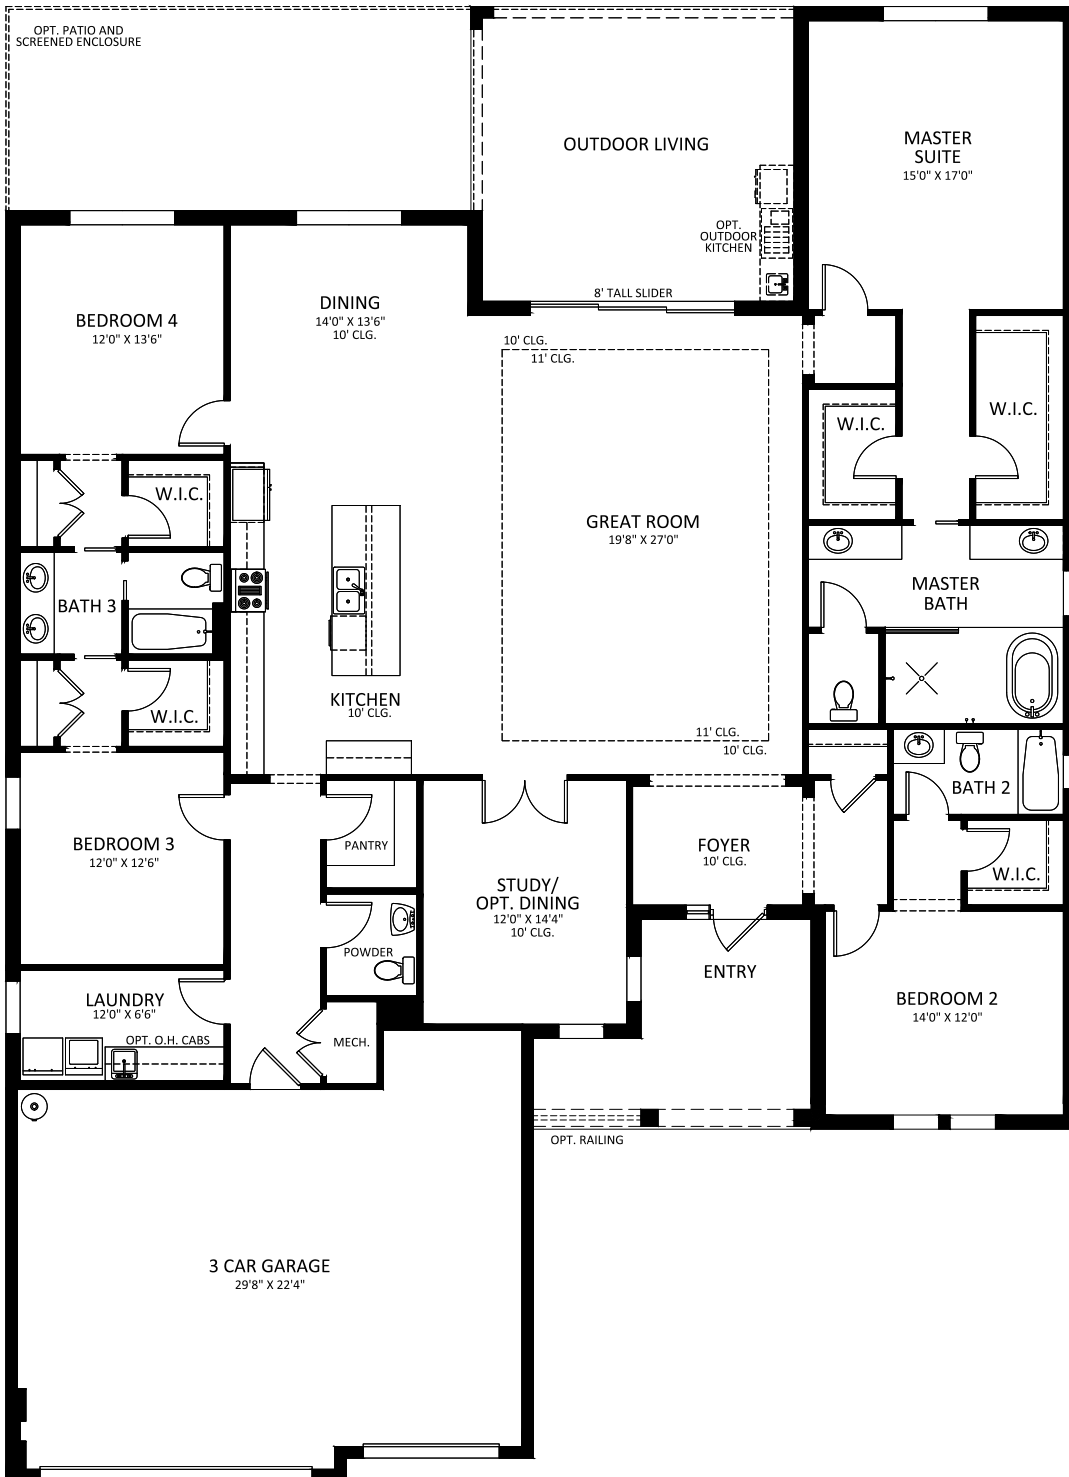 OPT. PATIO AND
SCREENED ENCLOSURE
OUTDOOR LIVING
MASTER
SUITE
15'0" X 17'0"
OPT.
OUTDOOR
KITCHEN
8' TALL SLIDER
BEDROOM 4
12'0" X 13'6"
DINING
14'0" X 13'6"
10' CLG.
10' CLG.
11' CLG.
W.I.C.
W.I.C.
W.I.C.
GREAT ROOM
19'8" X 27'0"
BATH 3
MASTER
BATH
W.I.C.
KITCHEN
10' CLG.
11' CLG.
10' CLG.
BATH 2
BEDROOM 3
12'0" X 12'6"
PANTRY
FOYER
10' CLG.
W.I.C.
STUDY/
OPT. DINING
12'0" X 14'4"
10' CLG.
POWDER
ENTRY
LAUNDRY
12'0" X 6'6"
OPT. O.H. CABS
MECH.
BEDROOM 2
14'0" X 12'0"
OPT. RAILING
3 CAR GARAGE
29'8" X 22'4"